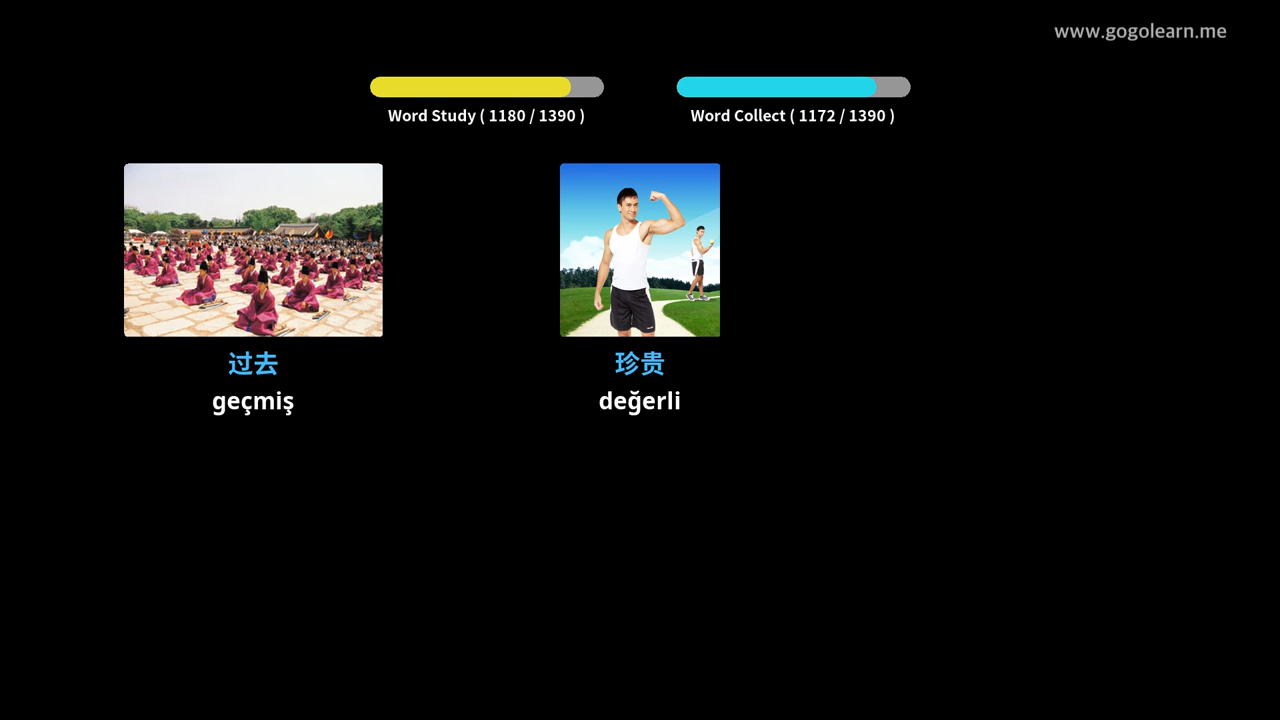 www.gogolearn.me
Word Study ( 1180 / 1390 )
Word Collect ( 1172 / 1390 )
过去
geçmiş
珍贵
değerli